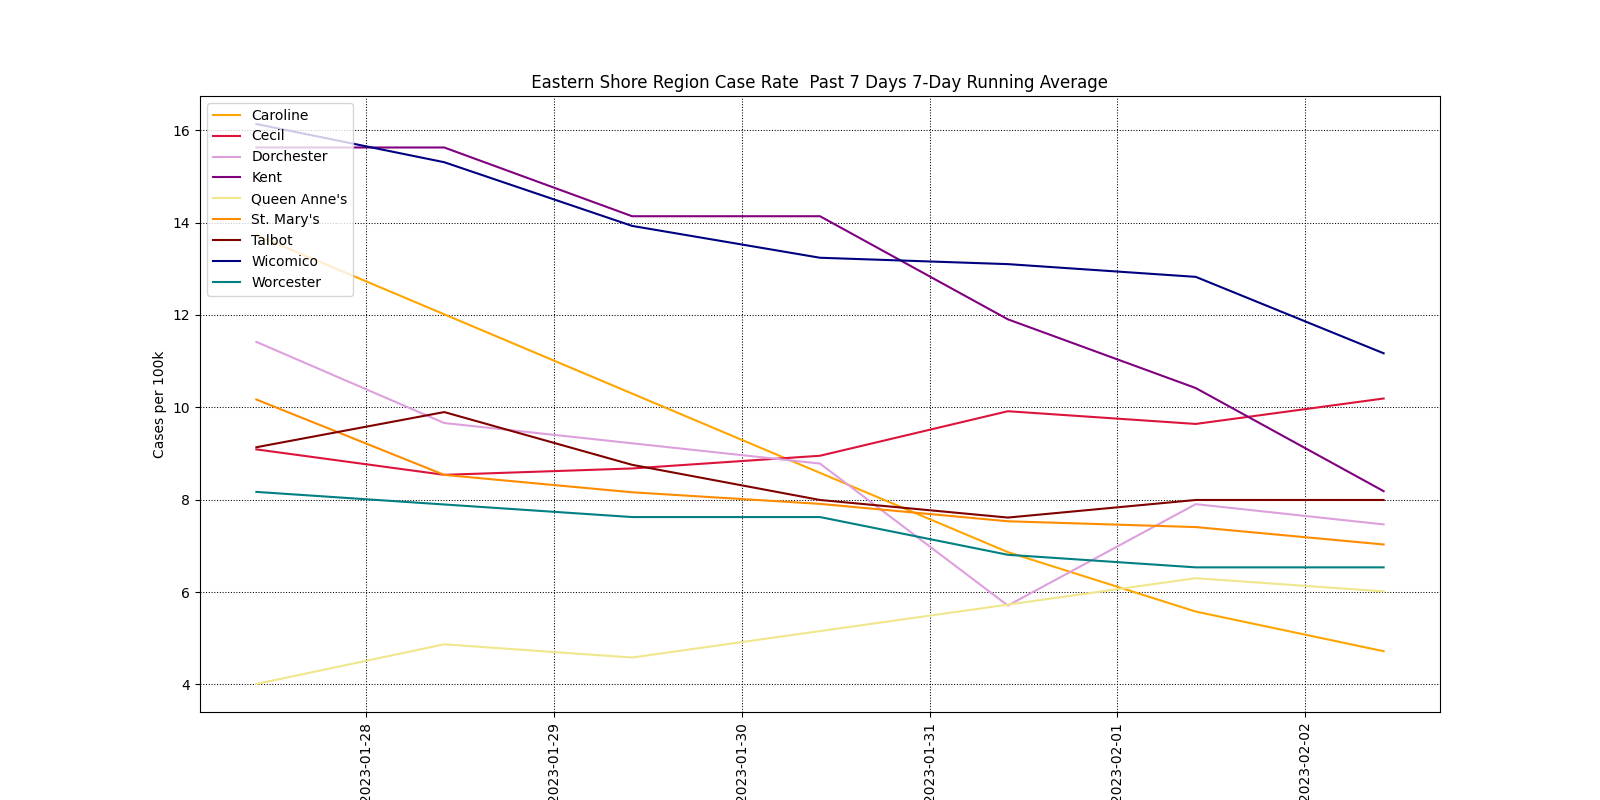 Eastern Shore Region Case Rate  Past 7 Days 7-Day Running Average
Caroline
Cecil
Dorchester
Kent
Queen Anne's
St. Mary's
Talbot
Wicomico
Worcester
Cases per 100k
16
14
12
10
8
6
4
2023-01-28
2023-01-29
2023-01-30
2023-01-31
2023-02-01
2023-02-02